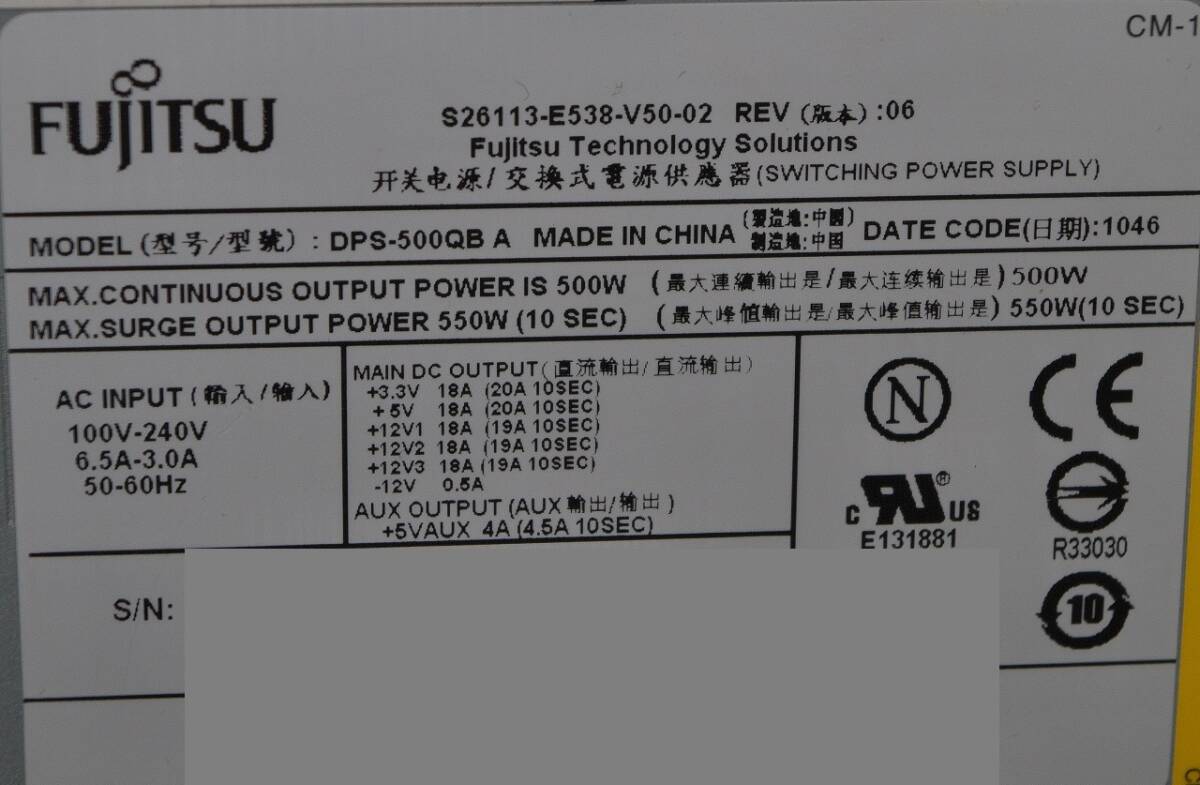 CM-1
FUJITSU
S26113-E538-V50-02 REV (版本) :06
Fujitsu Technology Solutions
开关电源/交換式電源供應器(SWITCHING POWER SUPPLY)
MODEL (型号/型號) : DPS-500QB A MADE IN CHINA (製造地:中國) DATE CODE(日期):1046
制造地:中国
MAX.CONTINUOUS OUTPUT POWER IS 500W (最大連續輸出是/最大连续输出是) 500W
MAX.SURGE OUTPUT POWER 550W (10 SEC) (最大峰值輸出是/最大峰值输出是) 550W(10 SEC)
AC INPUT (輸入/输入)
100V-240V
6.5A-3.0A
50-60Hz
MAIN DC OUTPUT(直流輸出/直流输出)
+3.3V 18A (20A 10SEC)
+5V 18A (20A 10SEC)
+12V1 18A (19A 10SEC)
+12V2 18A (19A 10SEC)
+12V3 18A (19A 10SEC)
-12V 0.5A
AUX OUTPUT (AUX 輸出/输出)
+5VAUX 4A (4.5A 10SEC)
N
CE
C RU ® US
E131881
R33030
10
S/N: